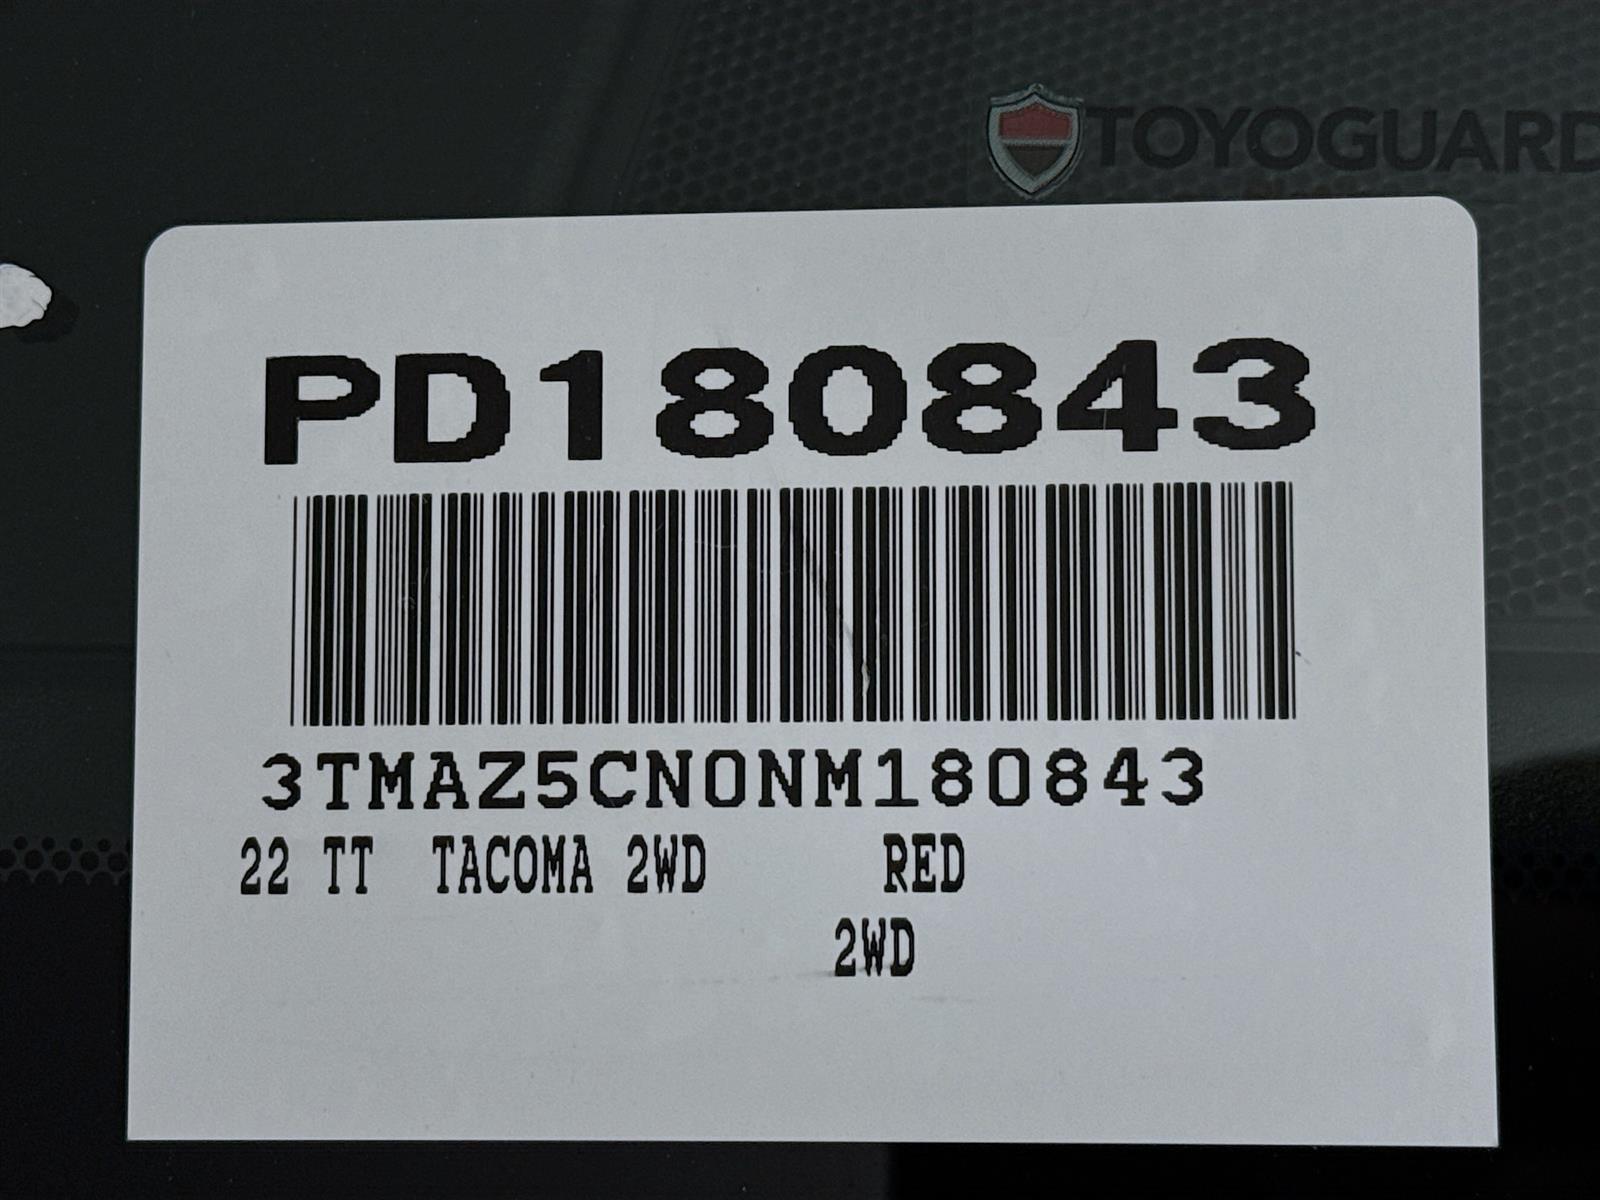 TOYOGUARD
PD180843
3TMAZ5CN0NM180843
22 TT TACOMA 2WD RED
2WD